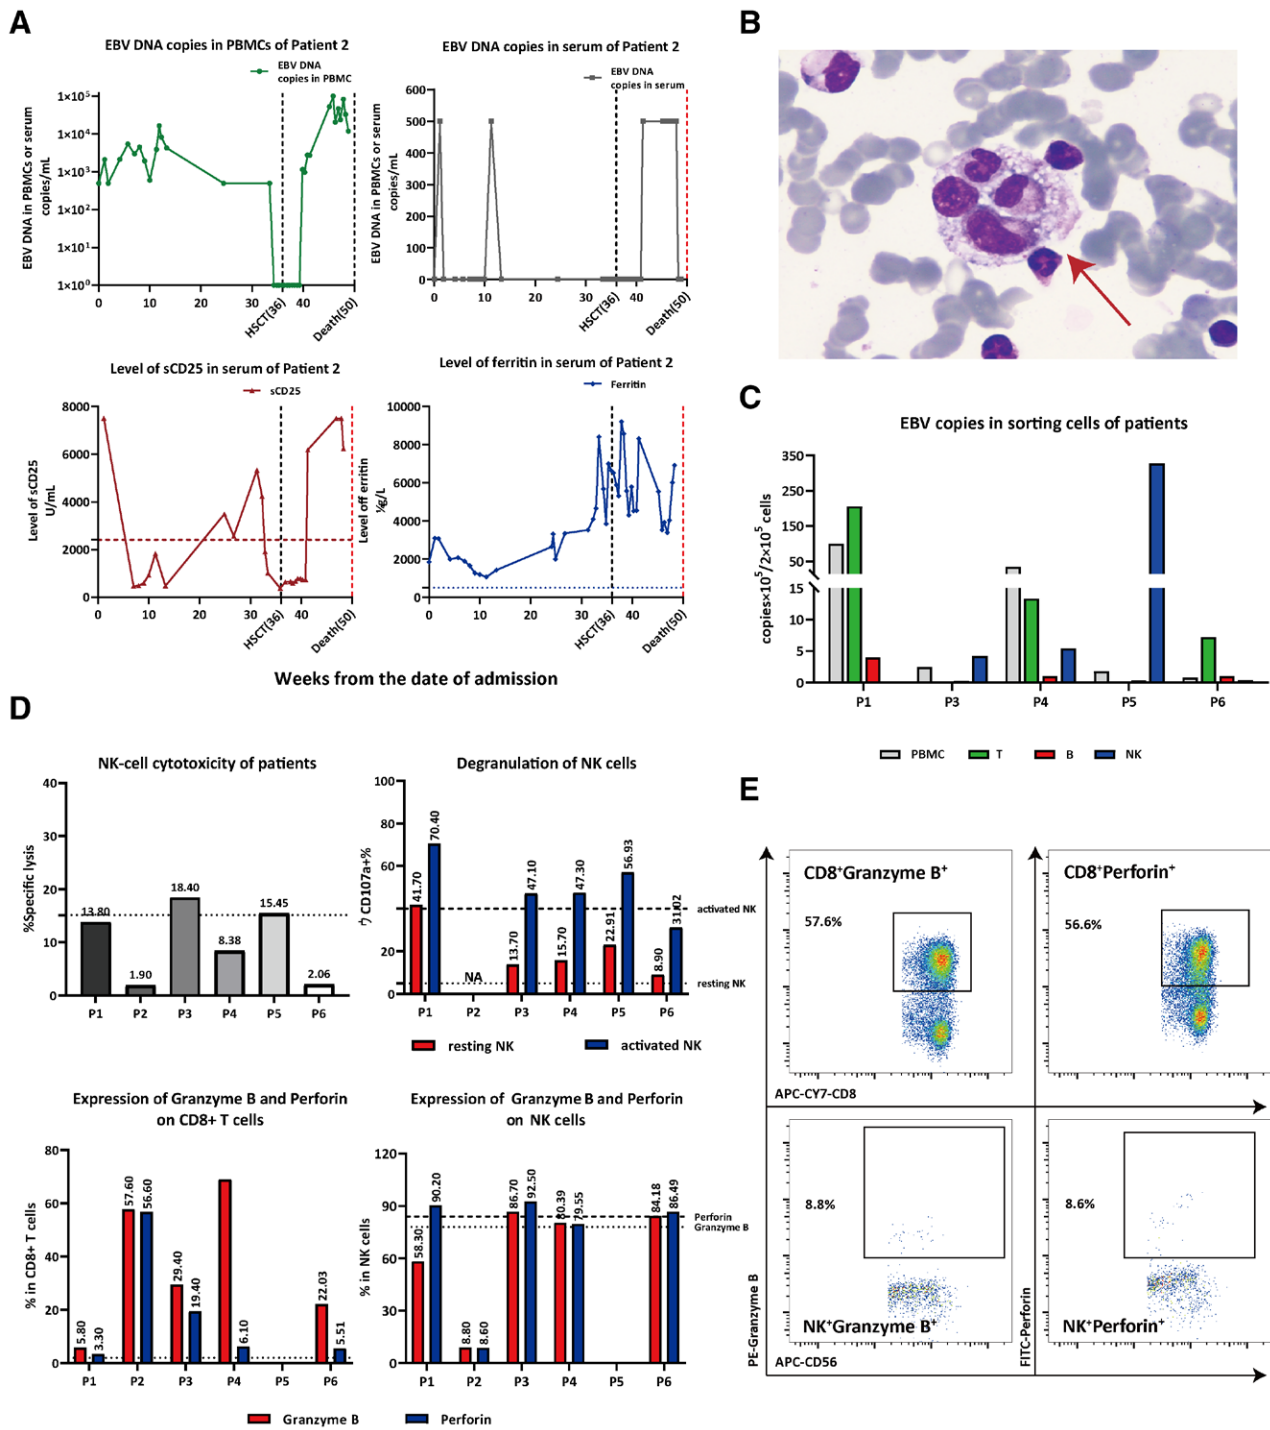 A
EBV DNA copies in PBMCs of Patient 2
EBV DNA
copies in PBMC
EBV DNA in PBMCs or serum
copies/mL
1×10⁵
1×10⁴
1×10³
1×10²
1×10¹
1×10⁰
0
10
20
30
HSCT(36)
40
Death(50)
EBV DNA copies in serum of Patient 2
EBV DNA
copies in serum
EBV DNA in PBMCs or serum
copies/mL
600
500
400
300
200
100
0
0
10
20
30
HSCT(36)
40
Death(50)
Level of sCD25 in serum of Patient 2
sCD25
Level of sCD25
U/mL
8000
6000
4000
2000
0
0
10
20
30
HSCT(36)
40
Death(50)
Level of ferritin in serum of Patient 2
Ferritin
Level off erritin
g/L
10000
8000
6000
4000
2000
0
0
10
20
30
HSCT(36)
40
Death(50)
Weeks from the date of admission
B
C
EBV copies in sorting cells of patients
copies×10⁵/2×10⁵ cells
350
250
150
50
15
10
5
0
P1
P3
P4
P5
P6
PBMC
T
B
NK
D
NK-cell cytotoxicity of patients
%Specific lysis
40
30
20
10
0
13.80
1.90
18.40
8.38
15.45
2.06
P1
P2
P3
P4
P5
P6
Degranulation of NK cells
CD107a+%
100
80
60
40
20
0
41.70
70.40
NA
13.70
47.10
15.70
47.30
22.91
56.93
8.90
31.02
activated NK
resting NK
P1
P2
P3
P4
P5
P6
resting NK
activated NK
Expression of Granzyme B and Perforin
on CD8+ T cells
% in CD8+ T cells
80
60
40
20
0
5.80
3.30
57.60
56.60
29.40
19.40
6.10
22.03
5.51
P1
P2
P3
P4
P5
P6
Expression of Granzyme B and Perforin
on NK cells
% in NK cells
120
90
60
30
0
58.30
90.20
8.80
8.60
86.70
92.50
80.39
79.55
84.18
86.49
Perforin
Granzyme B
P1
P2
P3
P4
P5
P6
Granzyme B
Perforin
E
CD8⁺Granzyme B⁺
57.6%
CD8⁺Perforin⁺
56.6%
APC-CY7-CD8
8.8%
NK⁺Granzyme B⁺
8.6%
NK⁺Perforin⁺
PE-Granzyme B
FITC-Perforin
APC-CD56